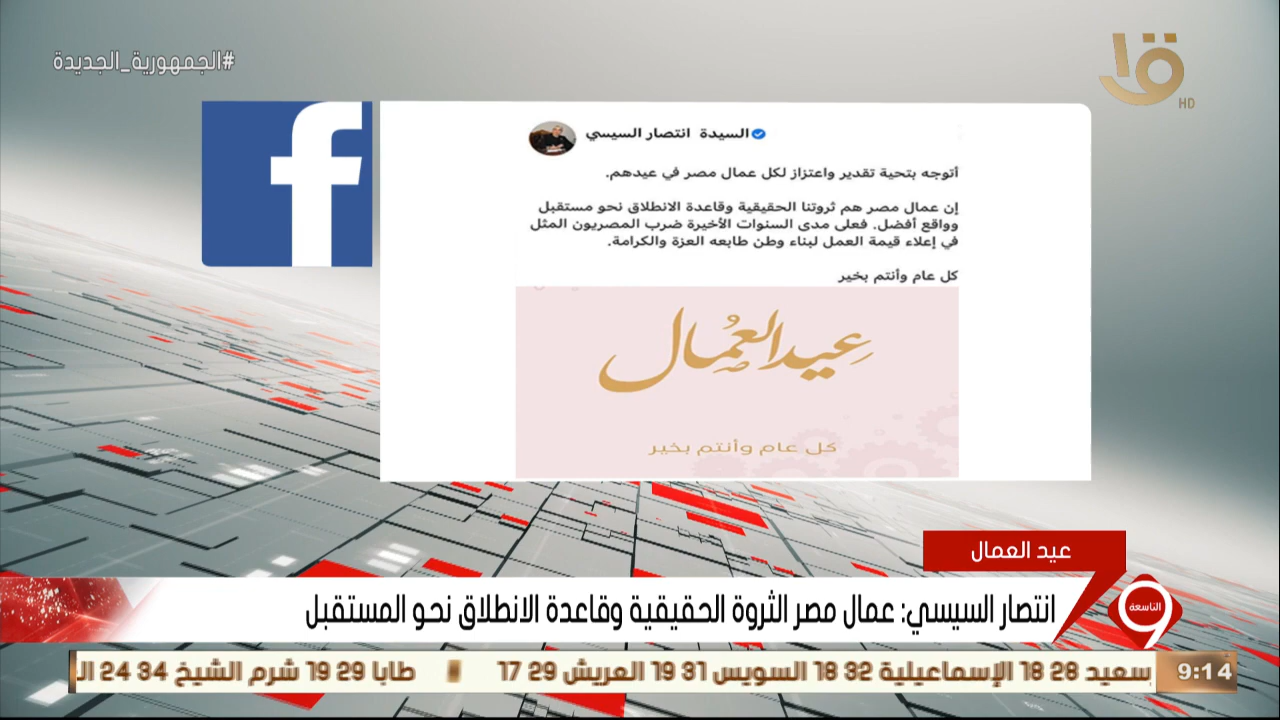 #الجمهورية_الجديدة
HD
السيدة انتصار السيسي
أتوجه بتحية تقدير واعتزاز لكل عمال مصر في عيدهم.
إن عمال مصر هم ثروتنا الحقيقية وقاعدة الانطلاق نحو مستقبل
وواقع أفضل. فعلى مدى السنوات الأخيرة ضرب المصريون المثل
في إعلاء قيمة العمل لبناء وطن طابعه العزة والكرامة.
كل عام وأنتم بخير
عيد العمال
كل عام وأنتم بخير
عيد العمال
انتصار السيسي: عمال مصر الثروة الحقيقية وقاعدة الانطلاق نحو المستقبل
التاسعة
9:14
سعيد 28 18 الإسماعيلية 32 18 السويس 31 19 العريش 29 17 طابا 29 19 شرم الشيخ 34 24 ال